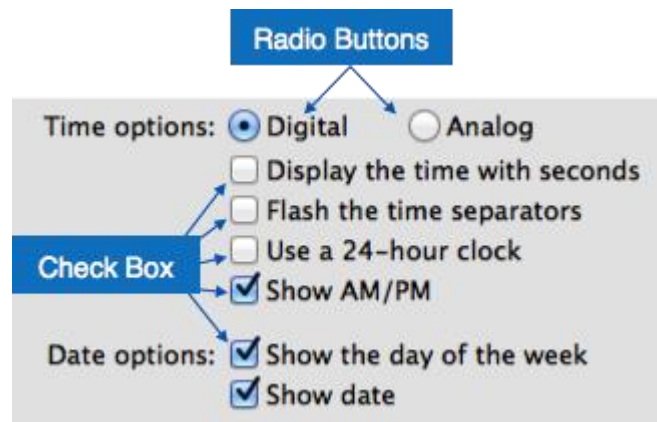 Radio Buttons
Time options: Digital Analog
Display the time with seconds
Flash the time separators
Check Box
Use a 24-hour clock
Show AM/PM
Date options: Show the day of the week
Show date